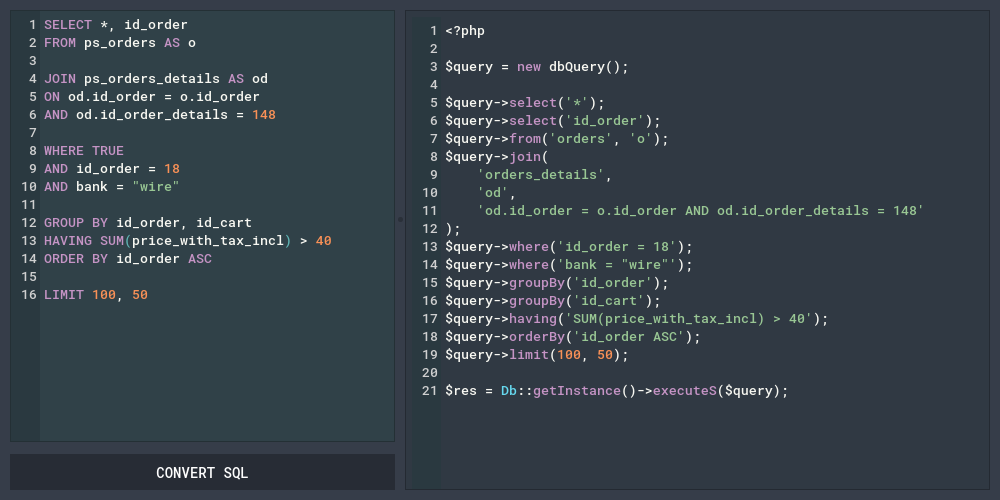 1 SELECT *, id_order
2 FROM ps_orders AS o
3
4 JOIN ps_orders_details AS od
5 ON od.id_order = o.id_order
6 AND od.id_order_details = 148
7
8 WHERE TRUE
9 AND id_order = 18
10 AND bank = "wire"
11
12 GROUP BY id_order, id_cart
13 HAVING SUM(price_with_tax_incl) > 40
14 ORDER BY id_order ASC
15
16 LIMIT 100, 50
CONVERT SQL
1 <?php
2
3 $query = new dbQuery();
4
5 $query->select('*');
6 $query->select('id_order');
7 $query->from('orders', 'o');
8 $query->join(
9     'orders_details',
10     'od',
11     'od.id_order = o.id_order AND od.id_order_details = 148'
12 );
13 $query->where('id_order = 18');
14 $query->where('bank = "wire"');
15 $query->groupBy('id_order');
16 $query->groupBy('id_cart');
17 $query->having('SUM(price_with_tax_incl) > 40');
18 $query->orderBy('id_order ASC');
19 $query->limit(100, 50);
20
21 $res = Db::getInstance()->executeS($query);